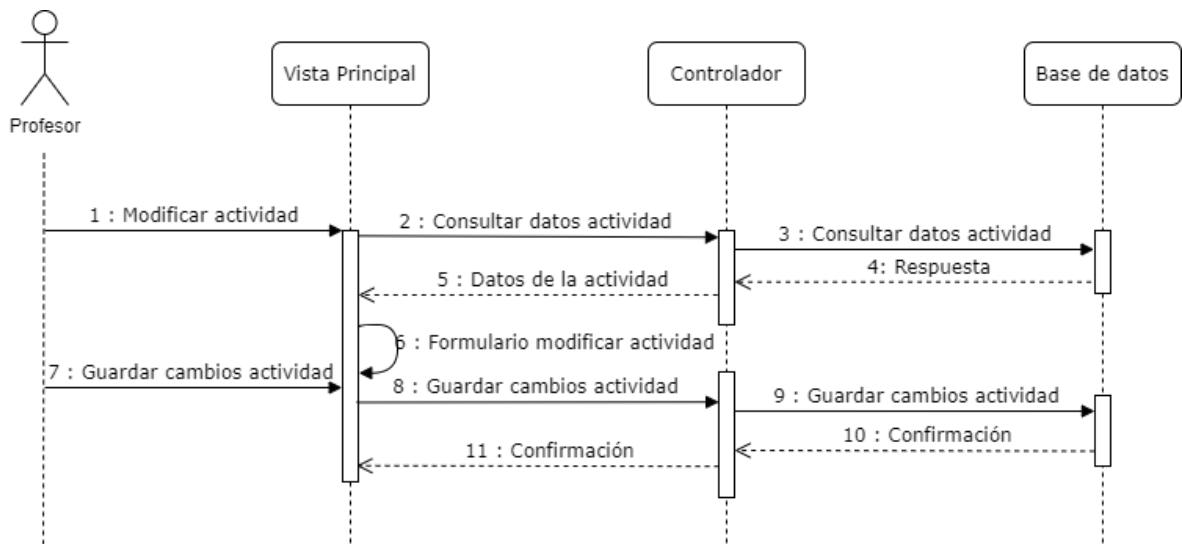 Vista Principal
Controlador
Base de datos
Profesor
1 : Modificar actividad
2 : Consultar datos actividad
3 : Consultar datos actividad
4: Respuesta
5 : Datos de la actividad
6 : Formulario modificar actividad
7 : Guardar cambios actividad
8 : Guardar cambios actividad
9 : Guardar cambios actividad
10 : Confirmación
11 : Confirmación